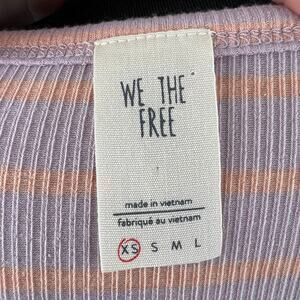 WE THE
FREE
made in vietnam
fabriqué au vietnam
XS S M L